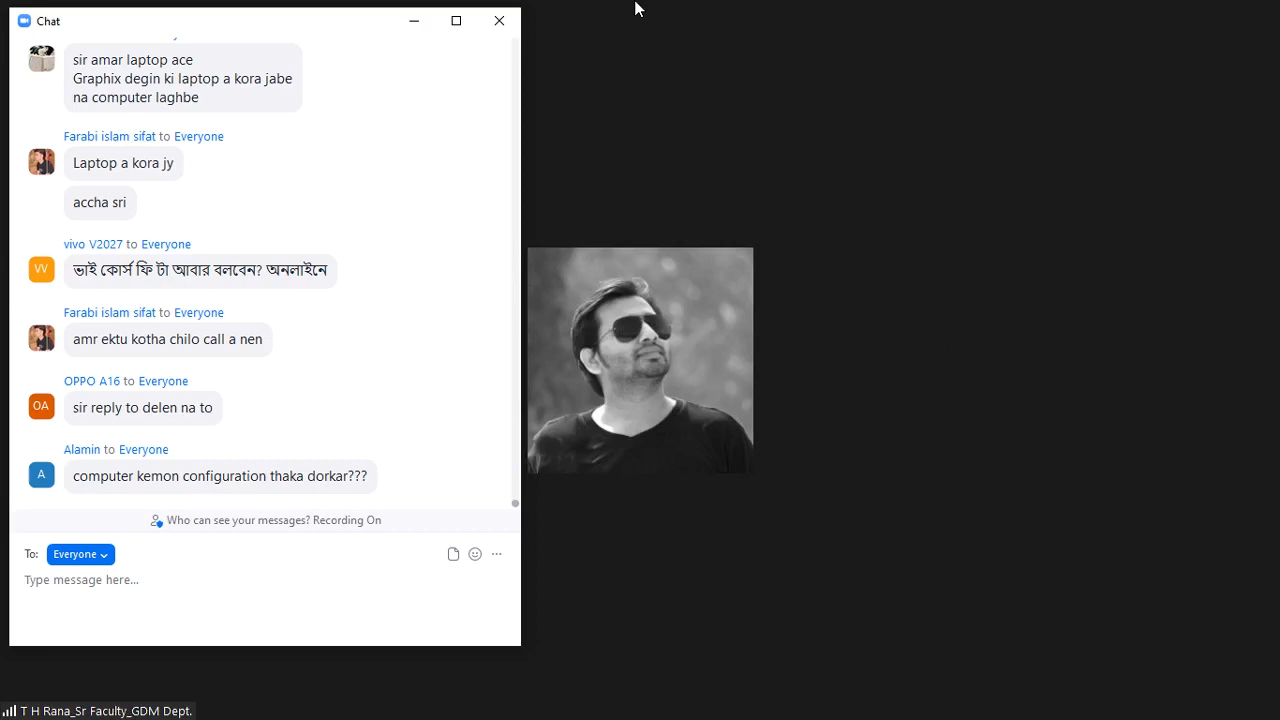 Chat
sir amar laptop ace
Graphix degin ki laptop a kora jabe
na computer laghbe
Farabi islam sifat to Everyone
Laptop a kora jy
accha sri
vivo V2027 to Everyone
VV
ভাই কোর্স ফি টা আবার বলবেন? অনলাইনে
Farabi islam sifat to Everyone
amr ektu kotha chilo call a nen
OPPO A16 to Everyone
OA
sir reply to delen na to
Alamin to Everyone
A
computer kemon configuration thaka dorkar???
Who can see your messages? Recording On
To: Everyone
Type message here...
T H Rana_Sr Faculty_GDM Dept.